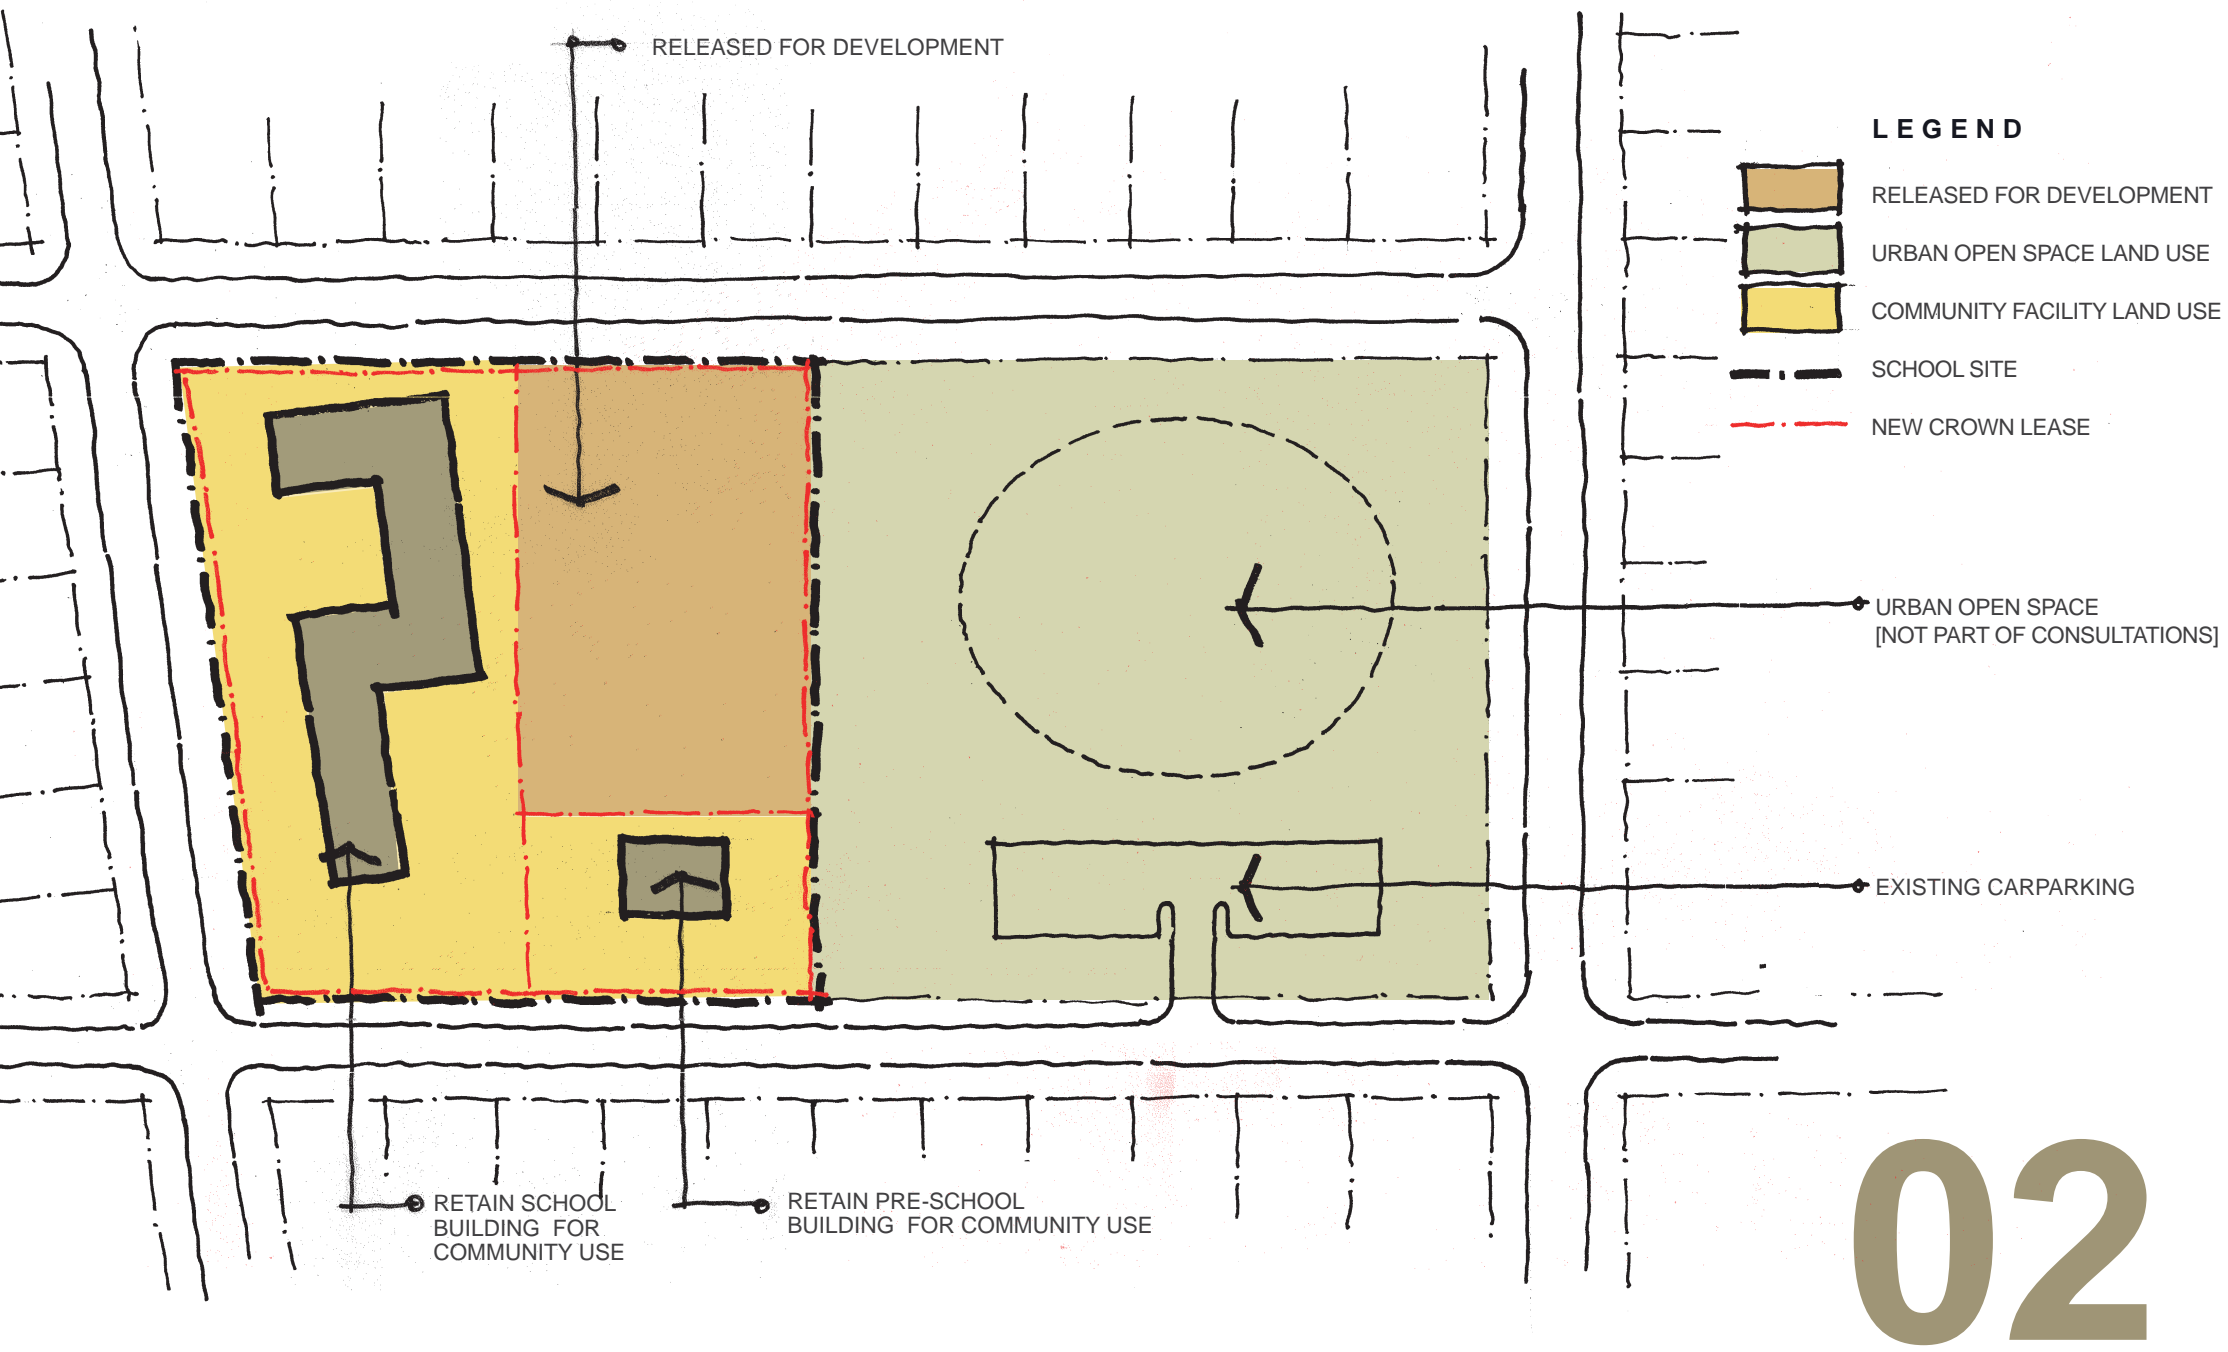 RELEASED FOR DEVELOPMENT
LEGEND
RELEASED FOR DEVELOPMENT
URBAN OPEN SPACE LAND USE
COMMUNITY FACILITY LAND USE
SCHOOL SITE
NEW CROWN LEASE
URBAN OPEN SPACE
[NOT PART OF CONSULTATIONS]
EXISTING CARPARKING
RETAIN SCHOOL
BUILDING FOR
COMMUNITY USE
RETAIN PRE-SCHOOL
BUILDING FOR COMMUNITY USE
02